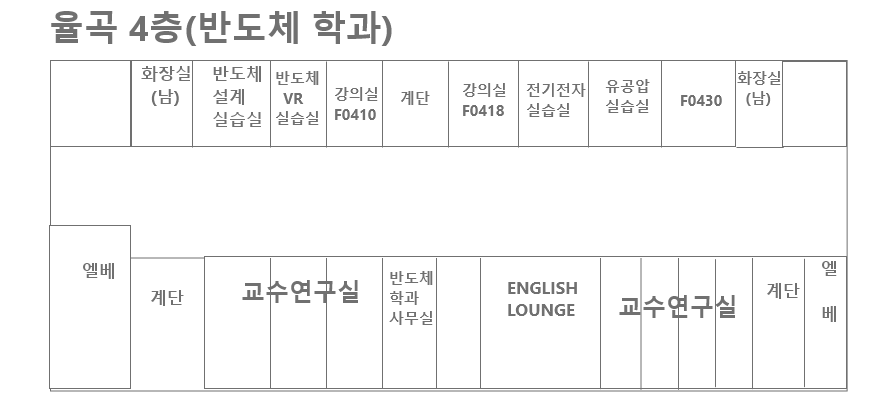 율곡 4층(반도체 학과)
화장실
(남)
반도체
설계
실습실
반도체
VR
실습실
강의실
F0410
계단
강의실
F0418
전기전자
실습실
유공압
실습실
F0430
화장실
(남)
엘베
계단
교수연구실
반도체
학과
사무실
ENGLISH
LOUNGE
교수연구실
계단
엘
베